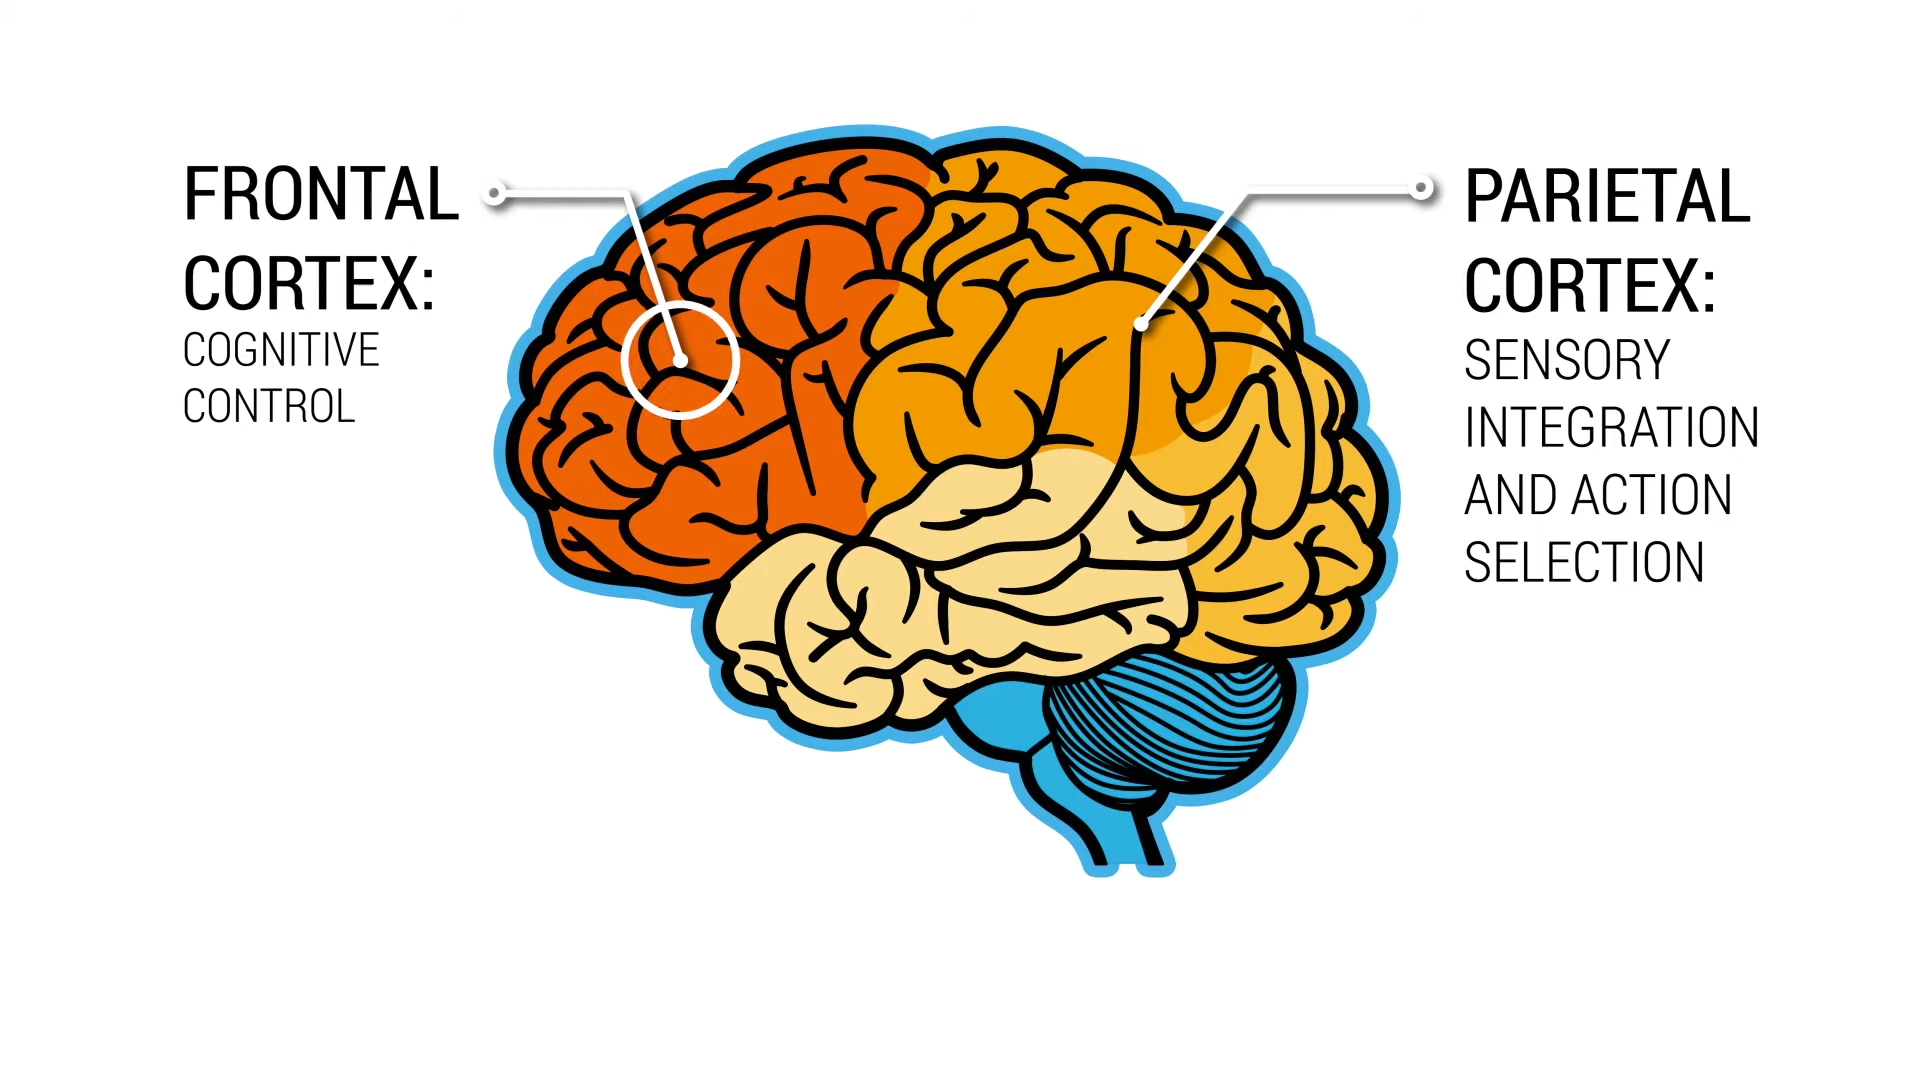 FRONTAL
CORTEX:
COGNITIVE
CONTROL
PARIETAL
CORTEX:
SENSORY
INTEGRATION
AND ACTION
SELECTION